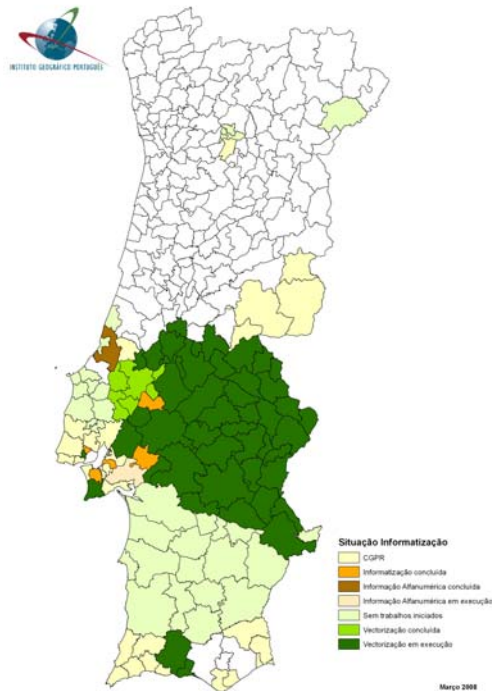 INSTITUTO GEOGRÁFICO PORTUGUÊS
Situação Informatização
CGPR
Informatização concluída
Informação Alfanumérica concluída
Informação Alfanumérica em execução
Sem trabalhos iniciados
Vectorização concluída
Vectorização em execução
Março 2008